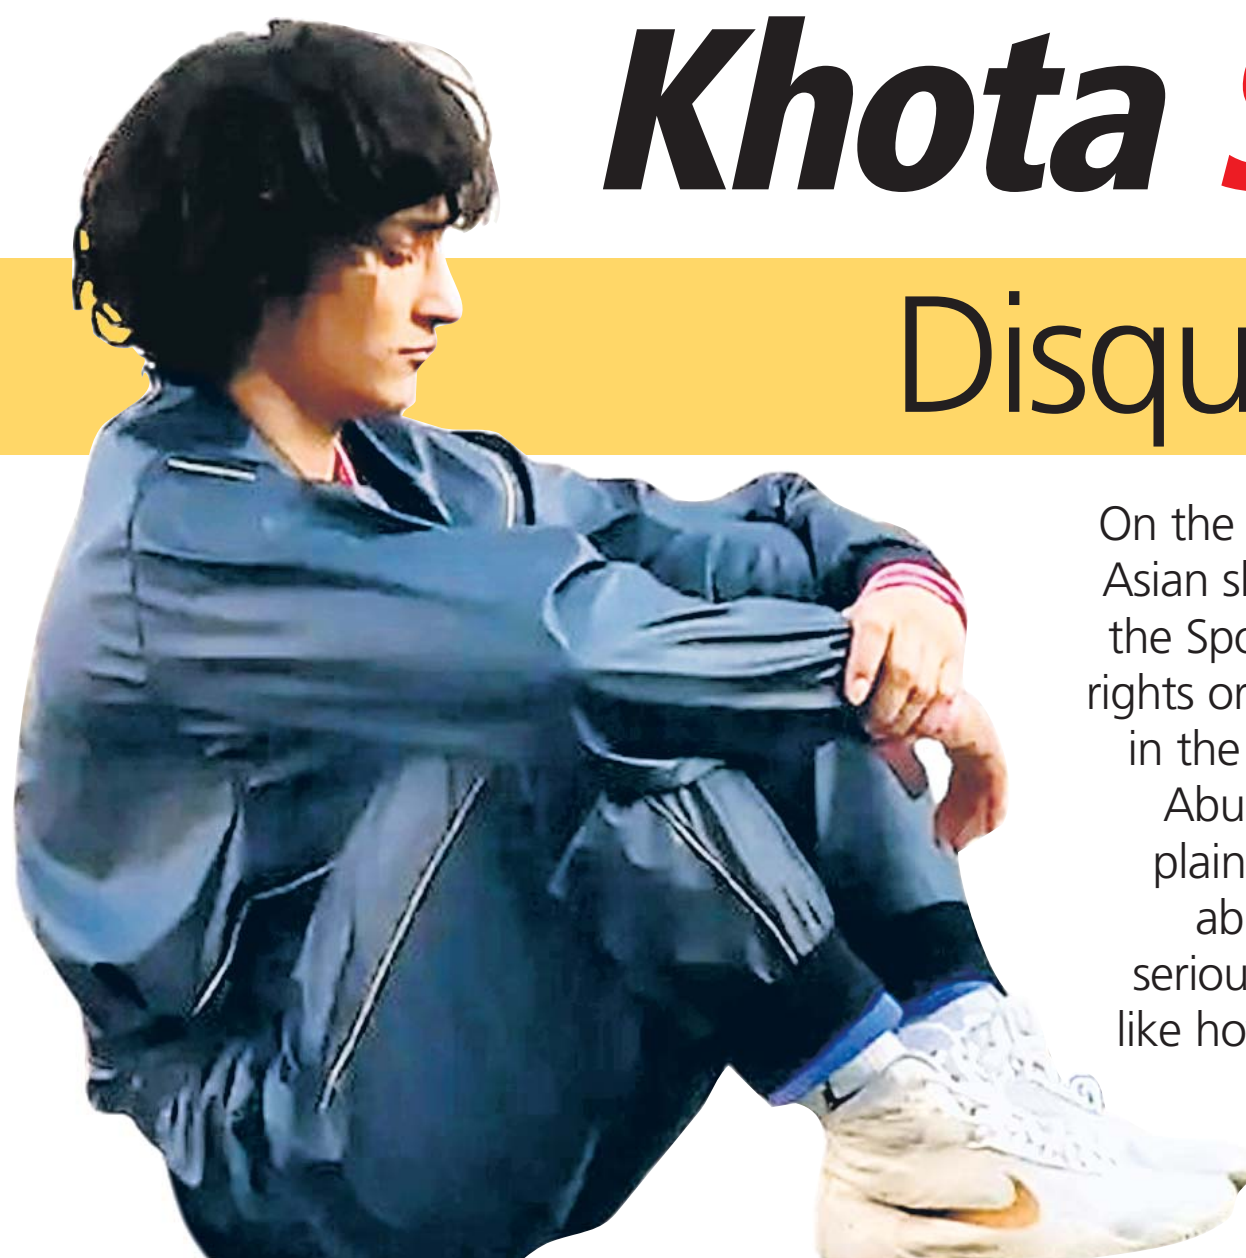 Khota
Disqu
On the
Asian
the Spo
rights or
in the
Abu
plain
ab
seriou
like ho